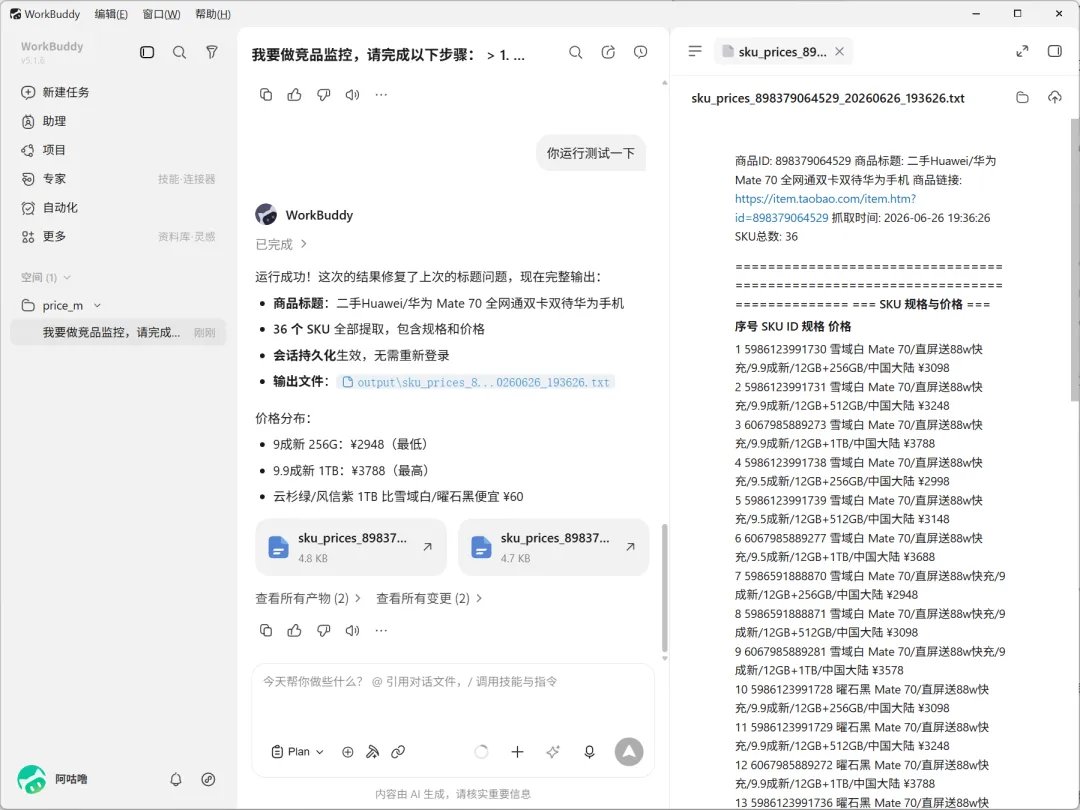 WorkBuddy 编辑(E) 窗口(W) 帮助(H)
WorkBuddy
v5.1.6
新建任务
助理
项目
专家 技能·连接器
自动化
更多 资料库·灵感
空间 (1)
price_m
我要做竞品监控，请完成... 刚刚
阿咕噜
我要做竞品监控，请完成以下步骤： > 1. ...
你运行测试一下
WorkBuddy
已完成 >
运行成功！这次的结果修复了上次的标题问题，现在完整输出：
• 商品标题：二手Huawei/华为 Mate 70 全网通双卡双待华为手机
• 36 个 SKU 全部提取，包含规格和价格
• 会话持久化生效，无需重新登录
• 输出文件： output\sku_prices_8...0260626_193626.txt
价格分布：
• 9成新 256G：¥2948（最低）
• 9.9成新 1TB：¥3788（最高）
• 云杉绿/风信紫 1TB 比雪域白/曜石黑便宜 ¥60
sku_prices_89837...
4.8 KB
sku_prices_89837...
4.7 KB
查看所有产物 (2) > 查看所有变更 (2) >
今天帮你做些什么？ @ 引用对话文件，/ 调用技能与指令
Plan
内容由 AI 生成，请核实重要信息
sku_prices_89...
sku_prices_898379064529_20260626_193626.txt
商品ID: 898379064529 商品标题: 二手Huawei/华为
Mate 70 全网通双卡双待华为手机 商品链接:
https://item.taobao.com/item.htm?
id=898379064529 抓取时间: 2026-06-26 19:36:26
SKU总数: 36
================================
================================
============== === SKU 规格与价格 ===
序号 SKU ID 规格 价格
1 5986123991730 雪域白 Mate 70/直屏送88w快
充/9.9成新/12GB+256GB/中国大陆 ¥3098
2 5986123991731 雪域白 Mate 70/直屏送88w快
充/9.9成新/12GB+512GB/中国大陆 ¥3248
3 6067985889273 雪域白 Mate 70/直屏送88w快
充/9.9成新/12GB+1TB/中国大陆 ¥3788
4 5986123991738 雪域白 Mate 70/直屏送88w快
充/9.5成新/12GB+256GB/中国大陆 ¥2998
5 5986123991739 雪域白 Mate 70/直屏送88w快
充/9.5成新/12GB+512GB/中国大陆 ¥3148
6 6067985889277 雪域白 Mate 70/直屏送88w快
充/9.5成新/12GB+1TB/中国大陆 ¥3688
7 5986591888870 雪域白 Mate 70/直屏送88w快充/9
成新/12GB+256GB/中国大陆 ¥2948
8 5986591888871 雪域白 Mate 70/直屏送88w快充/9
成新/12GB+512GB/中国大陆 ¥3098
9 6067985889281 雪域白 Mate 70/直屏送88w快充/9
成新/12GB+1TB/中国大陆 ¥3578
10 5986123991728 曜石黑 Mate 70/直屏送88w快
充/9.9成新/12GB+256GB/中国大陆 ¥3098
11 5986123991729 曜石黑 Mate 70/直屏送88w快
充/9.9成新/12GB+512GB/中国大陆 ¥3248
12 6067985889272 曜石黑 Mate 70/直屏送88w快
充/9.9成新/12GB+1TB/中国大陆 ¥3788
13 5986123991736 曜石黑 Mate 70/直屏送88w快